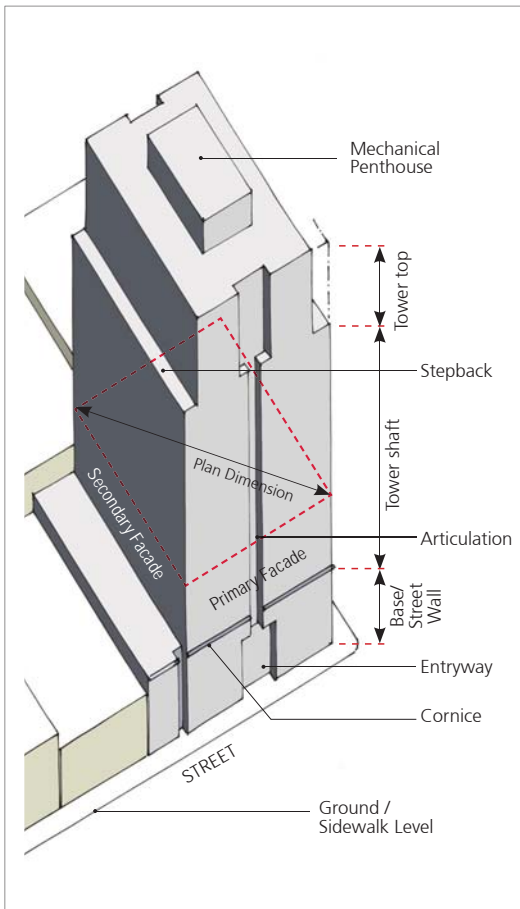 Mechanical
Penthouse
Tower top
Stepback
Tower shaft
Plan Dimension
Secondary Facade
Articulation
Primary Facade
Base/
Street
Wall
Entryway
Cornice
STREET
Ground /
Sidewalk Level